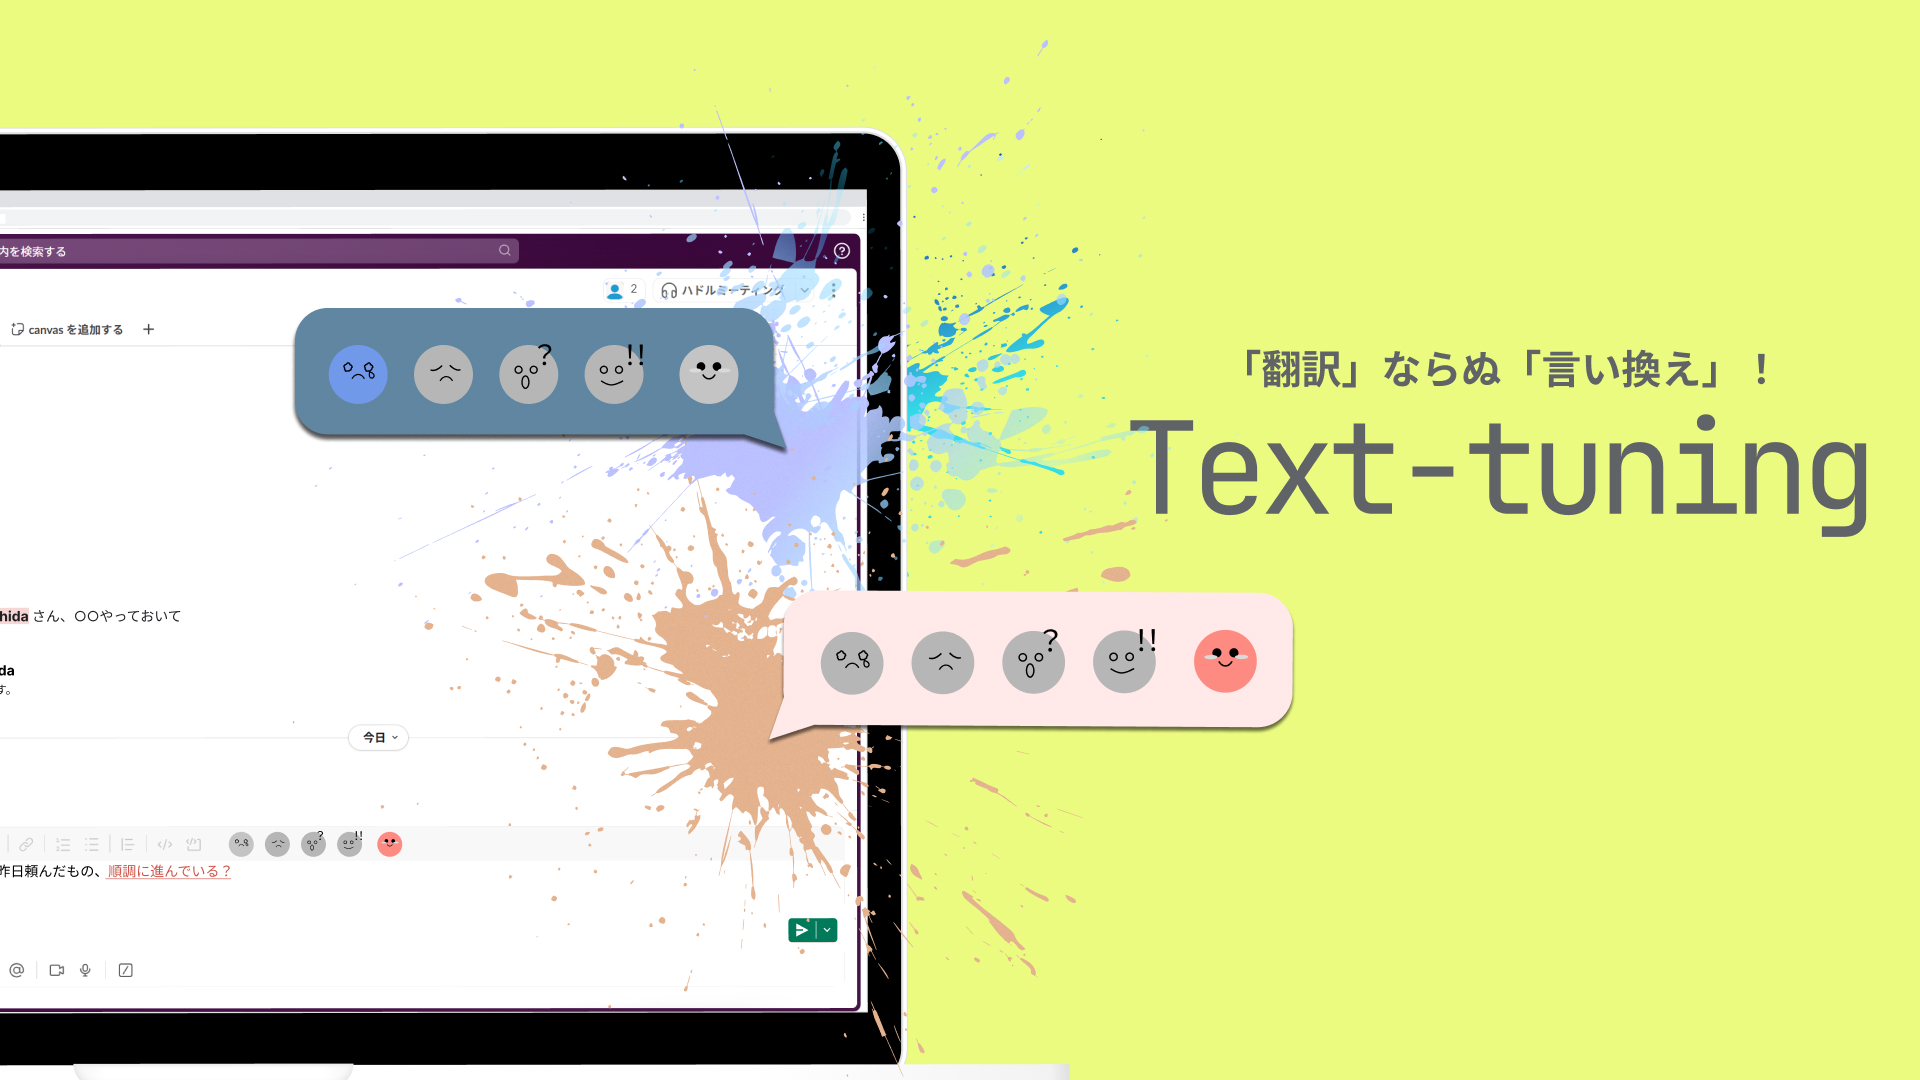 内を検索する
2
ハドルミーティング
canvas を追加する
?
!!
「翻訳」ならぬ「言い換え」！
Text-tuning
hida さん、〇〇やっておいて
?
!!
da
す。
今日
?
!!
昨日頼んだもの、順調に進んでいる？